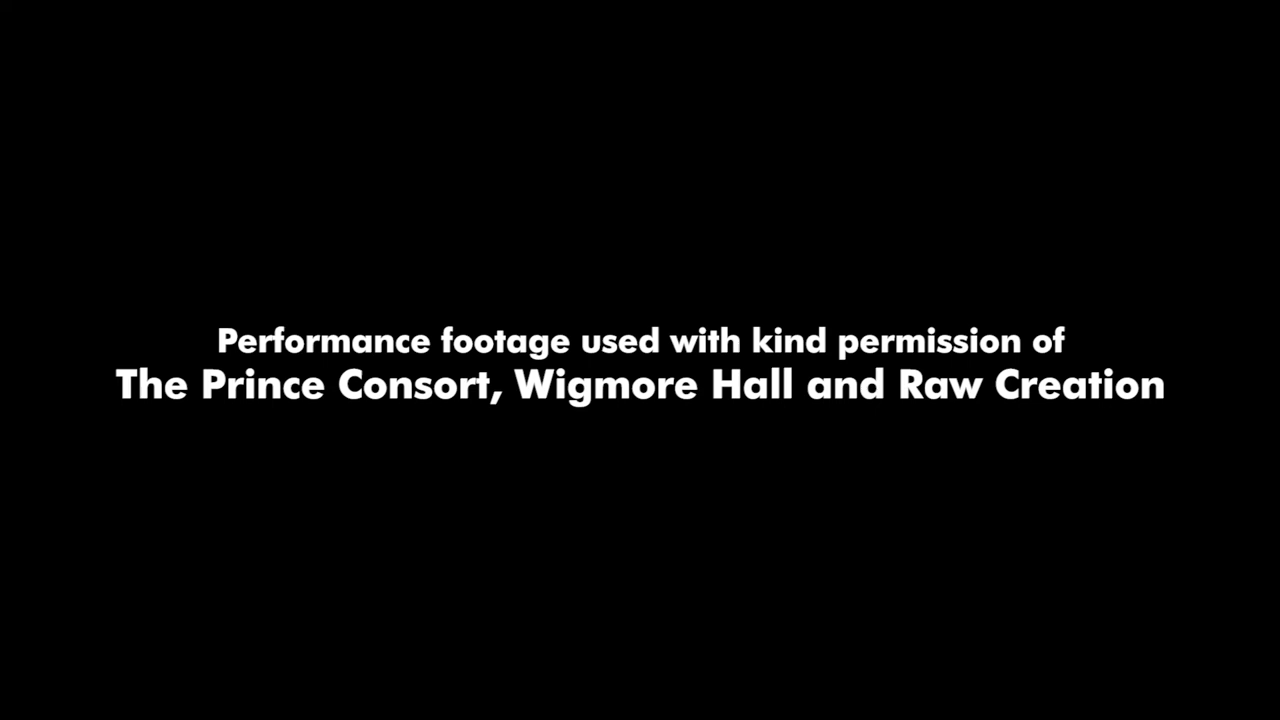 Performance footage used with kind permission of
The Prince Consort, Wigmore Hall and Raw Creation